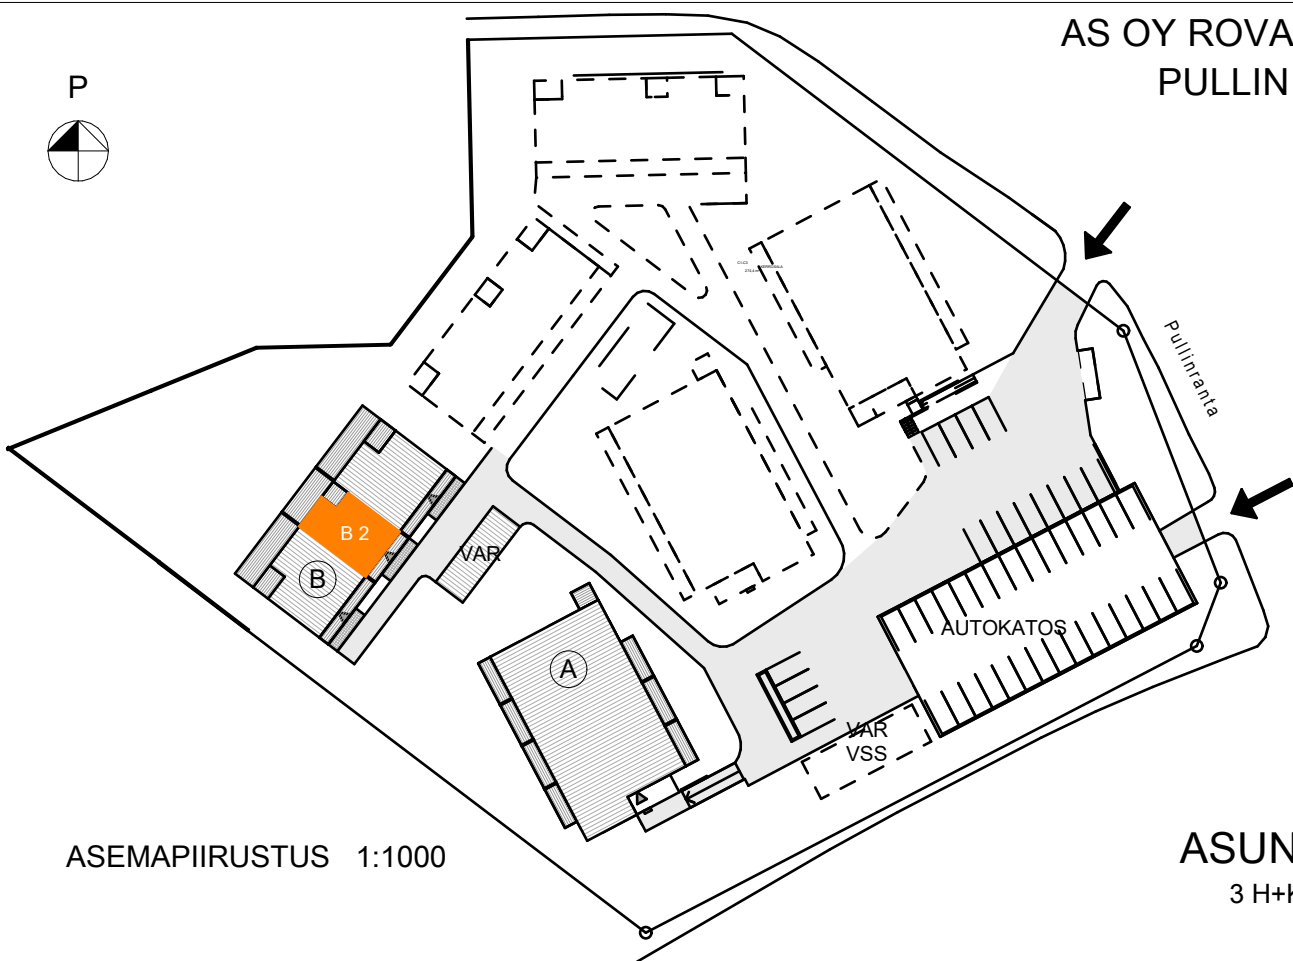 AS OY ROVA
PULLIN
P
Pullinranta
B 2
VAR
B
A
AUTOKATOS
VAR
VSS
ASEMAPIIRUSTUS 1:1000
ASUN
3 H+K